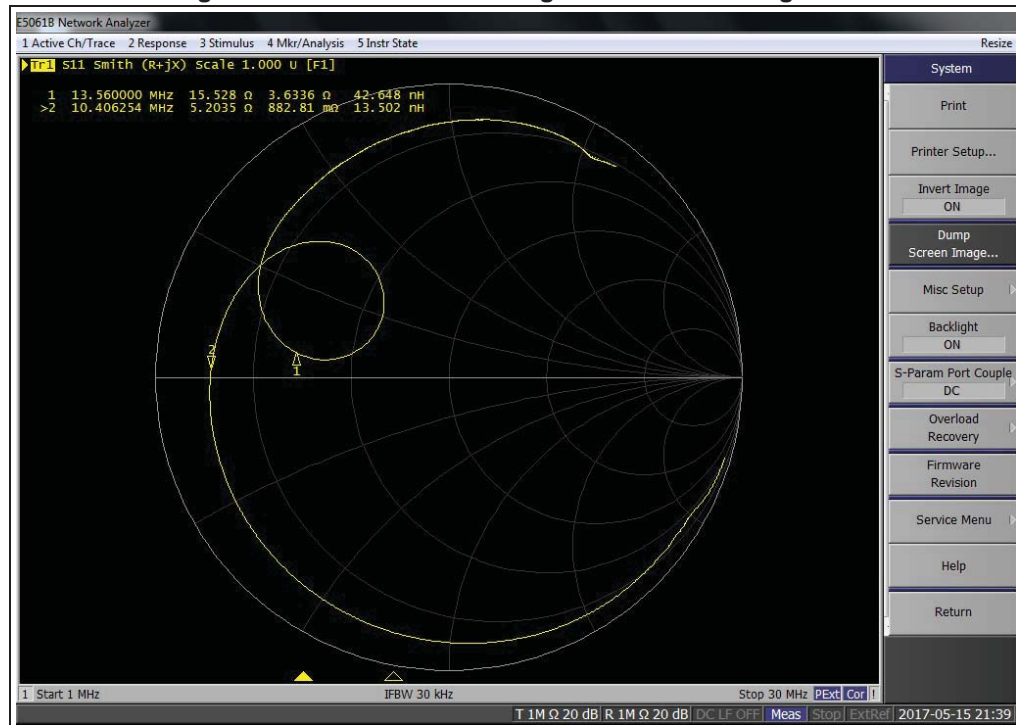 E5061B Network Analyzer
1 Active Ch/Trace 2 Response 3 Stimulus 4 Mkr/Analysis 5 Instr State Resize
Tr1 S11 Smith (R+jX) Scale 1.000 U [F1]
1 13.560000 MHz 15.528 Ω 3.6336 Ω 42.648 nH
>2 10.406254 MHz 5.2035 Ω 882.81 mΩ 13.502 nH
2
1
System
Print
Printer Setup...
Invert Image
ON
Dump
Screen Image...
Misc Setup
Backlight
ON
S-Param Port Couple
DC
Overload
Recovery
Firmware
Revision
Service Menu
Help
Return
1 Start 1 MHz IFBW 30 kHz Stop 30 MHz PExt Cor !
T 1M Ω 20 dB R 1M Ω 20 dB DC LF OFF Meas Stop ExtRef 2017-05-15 21:39